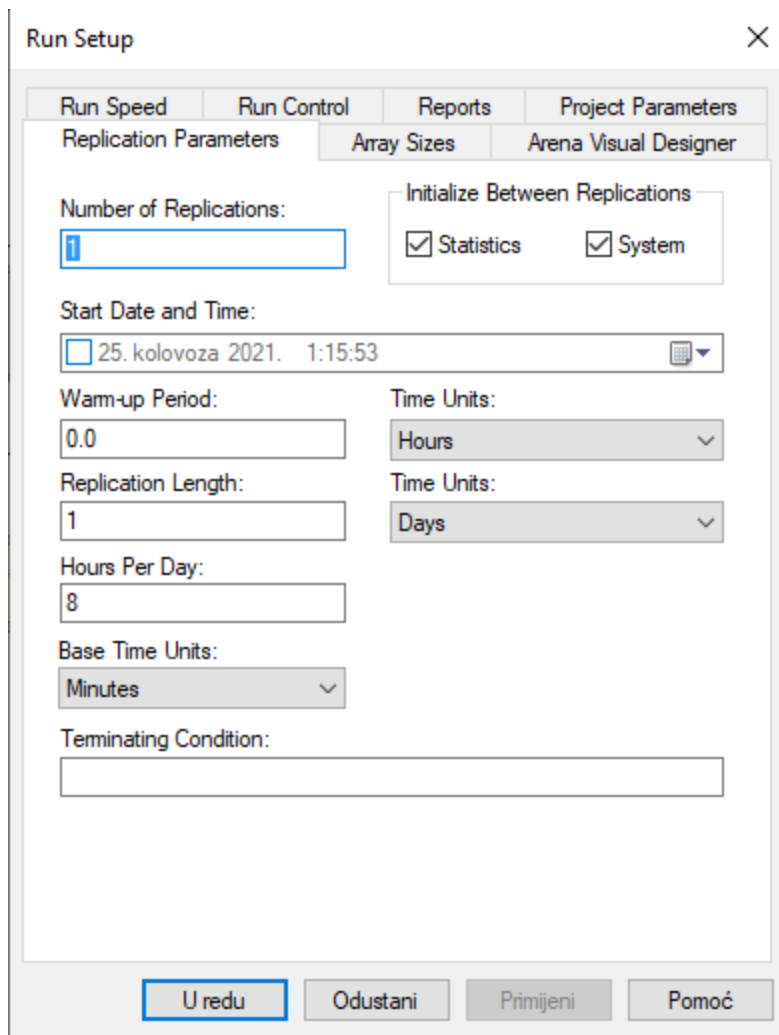 Run Setup
Run Speed Run Control Reports Project Parameters
Replication Parameters Array Sizes Arena Visual Designer
Number of Replications:
1
Initialize Between Replications
Statistics System
Start Date and Time:
25. kolovoza 2021. 1:15:53
Warm-up Period: Time Units:
0.0 Hours
Replication Length: Time Units:
1 Days
Hours Per Day:
8
Base Time Units:
Minutes
Terminating Condition:
U redu Odustani Primijeni Pomoć